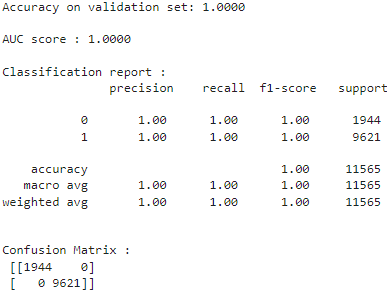 Accuracy on validation set: 1.0000
AUC score : 1.0000
Classification report :
precision recall f1-score support
0 1.00 1.00 1.00 1944
1 1.00 1.00 1.00 9621
accuracy 1.00 11565
macro avg 1.00 1.00 1.00 11565
weighted avg 1.00 1.00 1.00 11565
Confusion Matrix :
[[1944 0]
[ 0 9621]]